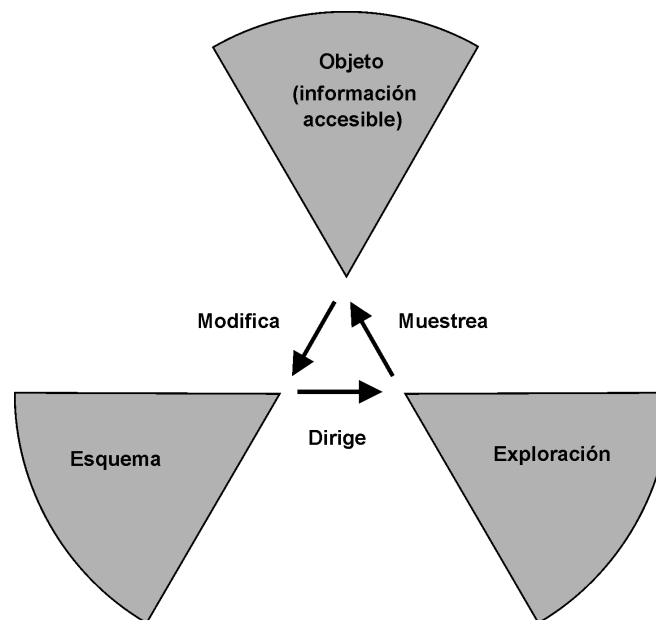 Objeto
(información
accesible)
Modifica
Muestrea
Dirige
Esquema
Exploración